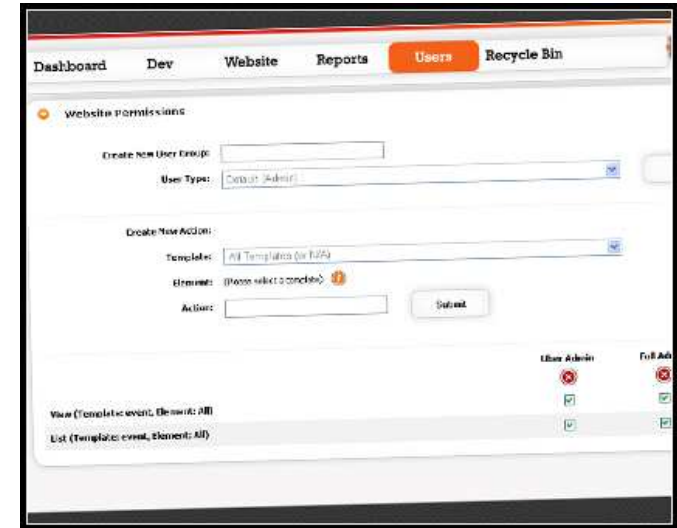 Dashboard Dev Website Reports Users Recycle Bin
Website Permissions
Create New User Group:
User Type: Default (Admin)
Create New Action:
Template: All Templates (or N/A)
Element: (Please select a template)
Action: Submit
Uber Admin Full Ad
View (Template: event, Element: All)
List (Template: event, Element: All)